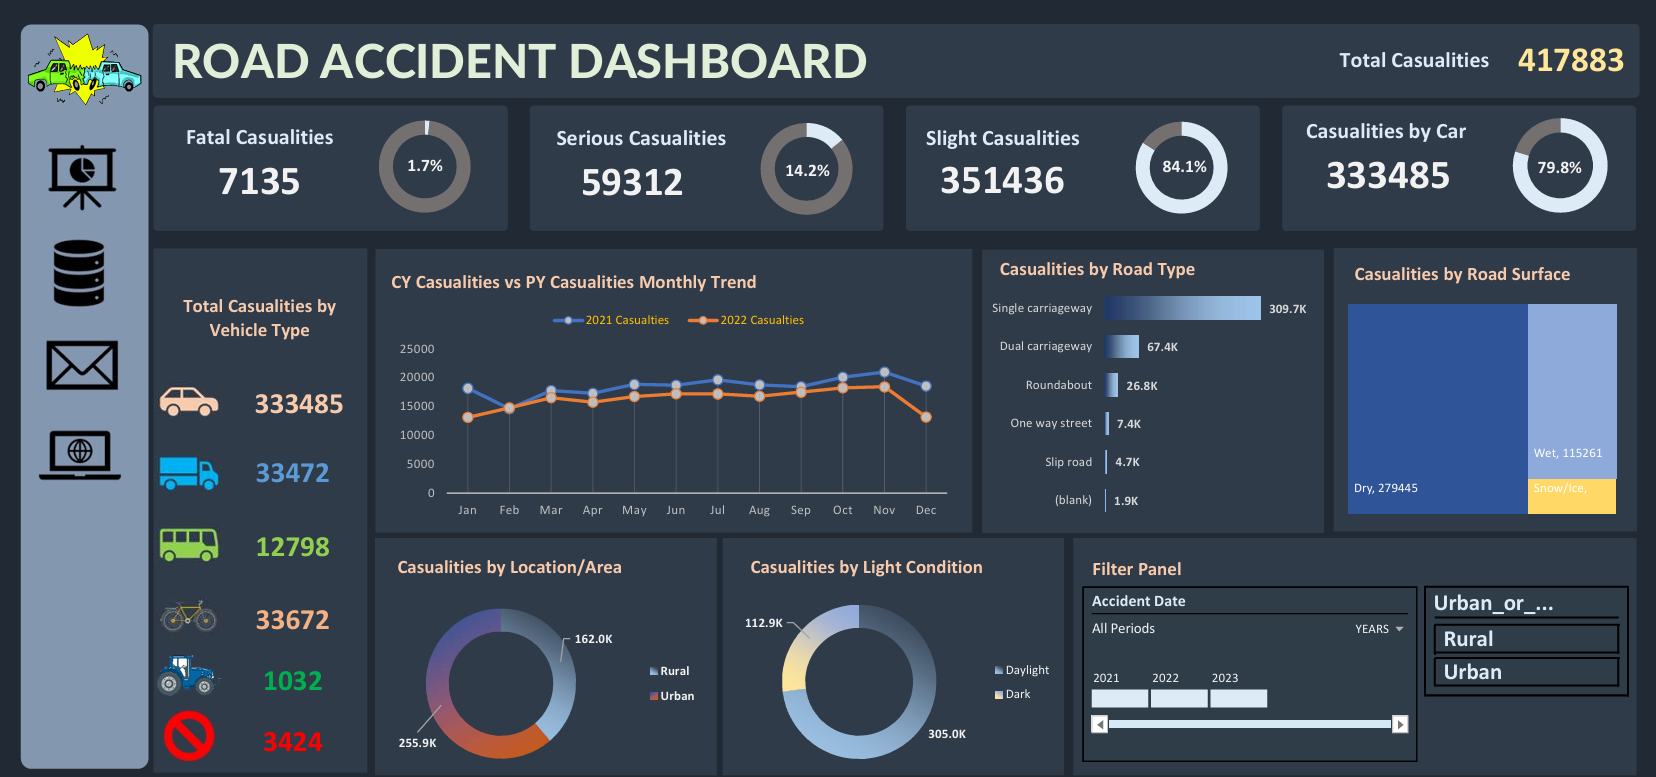 ROAD ACCIDENT DASHBOARD
Total Casualities 417883
Fatal Casualities
7135
1.7%
Serious Casualities
59312
14.2%
Slight Casualities
351436
84.1%
Casualities by Car
333485
79.8%
Total Casualities by
Vehicle Type
333485
33472
12798
33672
1032
3424
CY Casualities vs PY Casualities Monthly Trend
2021 Casualties 2022 Casualties
25000
20000
15000
10000
5000
0
Jan Feb Mar Apr May Jun Jul Aug Sep Oct Nov Dec
Casualities by Road Type
Single carriageway 309.7K
Dual carriageway 67.4K
Roundabout 26.8K
One way street 7.4K
Slip road 4.7K
(blank) 1.9K
Casualities by Road Surface
Wet, 115261
Dry, 279445
Snow/Ice,
Casualities by Location/Area
162.0K
Rural
Urban
255.9K
Casualities by Light Condition
112.9K
Daylight
Dark
305.0K
Filter Panel
Accident Date
All Periods YEARS
2021 2022 2023
Urban_or_...
Rural
Urban